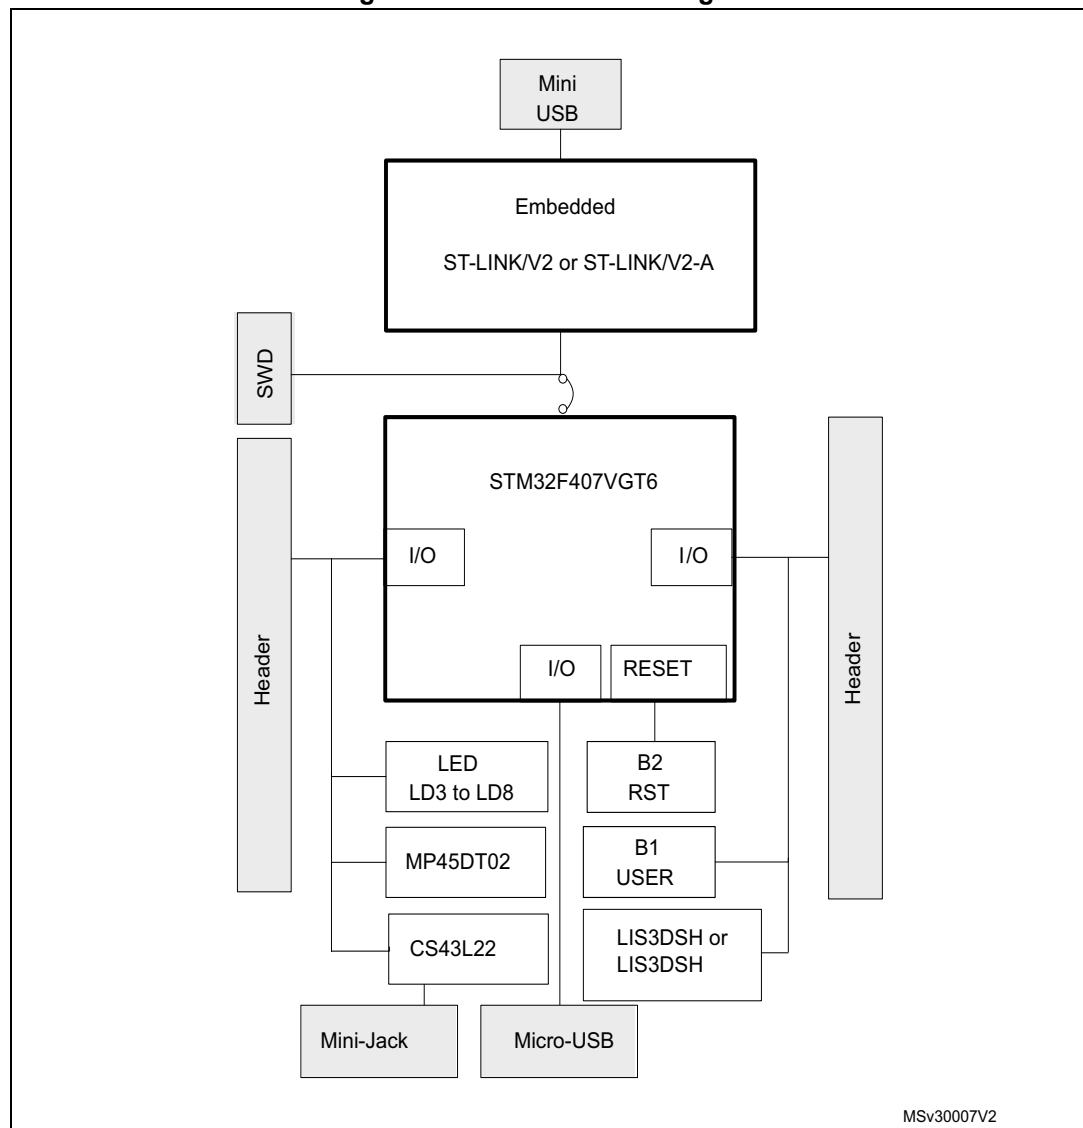 Mini
USB
Embedded
ST-LINK/V2 or ST-LINK/V2-A
SWD
STM32F407VGT6
I/O
I/O
Header
Header
I/O
RESET
LED
LD3 to LD8
B2
RST
MP45DT02
B1
USER
CS43L22
LIS3DSH or
LIS3DSH
Mini-Jack
Micro-USB
MSv30007V2